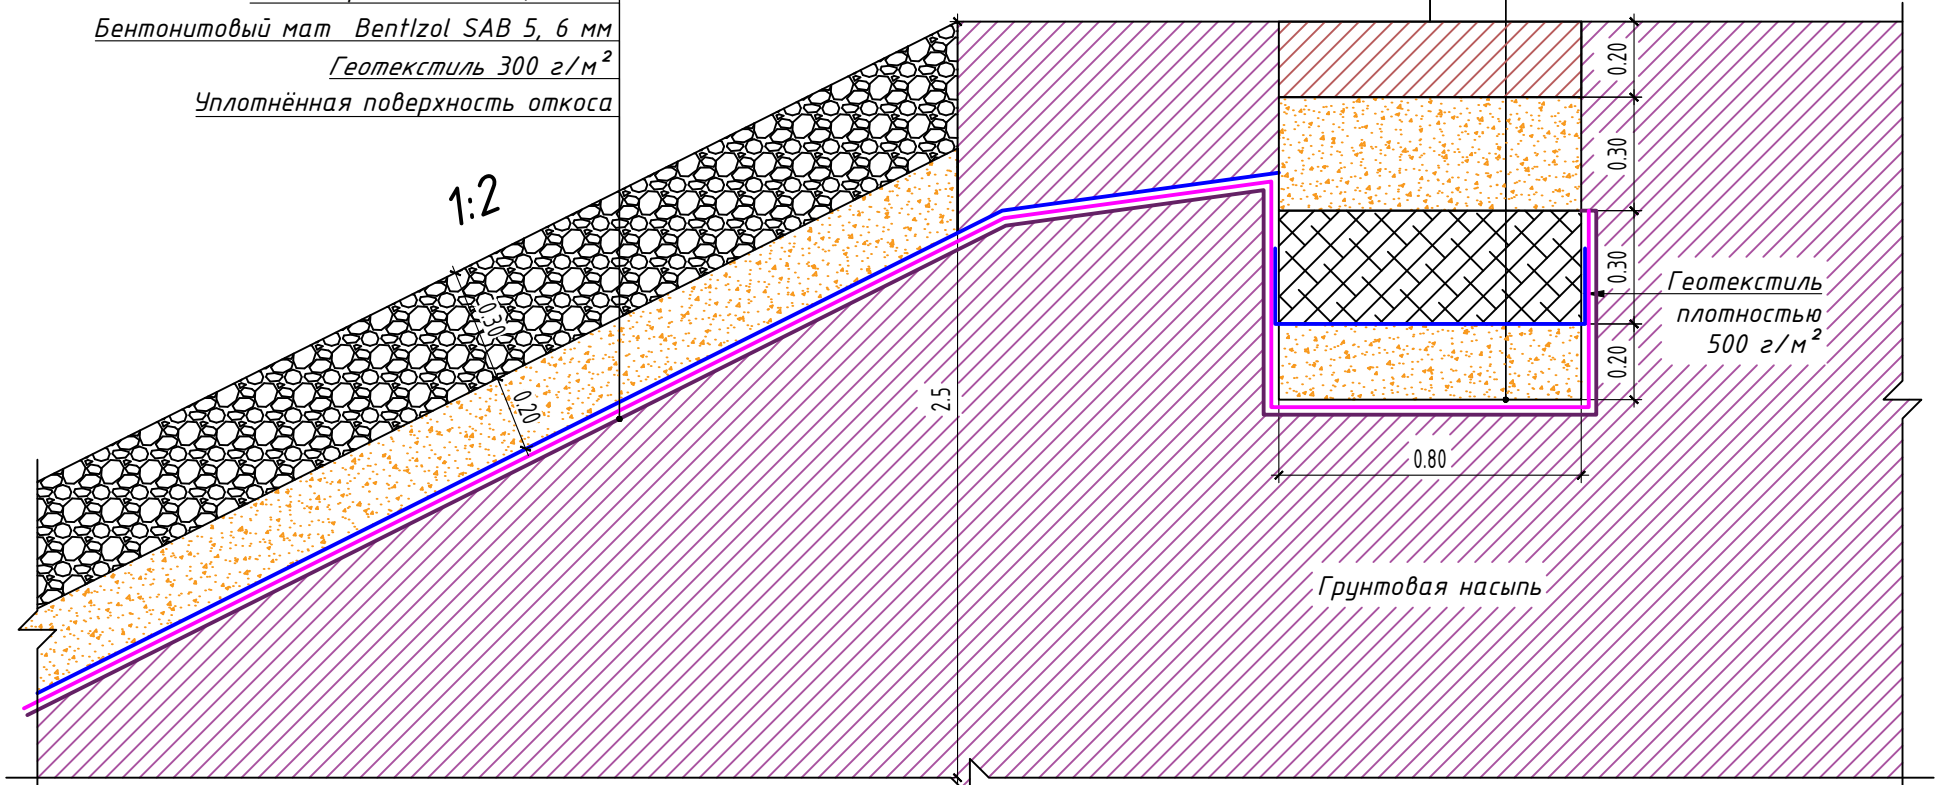 Бентонитовый мат BentIzol SAB 5, 6 мм
Геотекстиль 300 г/м²
Уплотнённая поверхность откоса
1:2
0.30
0.20
2.5
0.20
0.30
0.30
0.20
0.80
Геотекстиль
плотностью
500 г/м²
Грунтовая насыпь